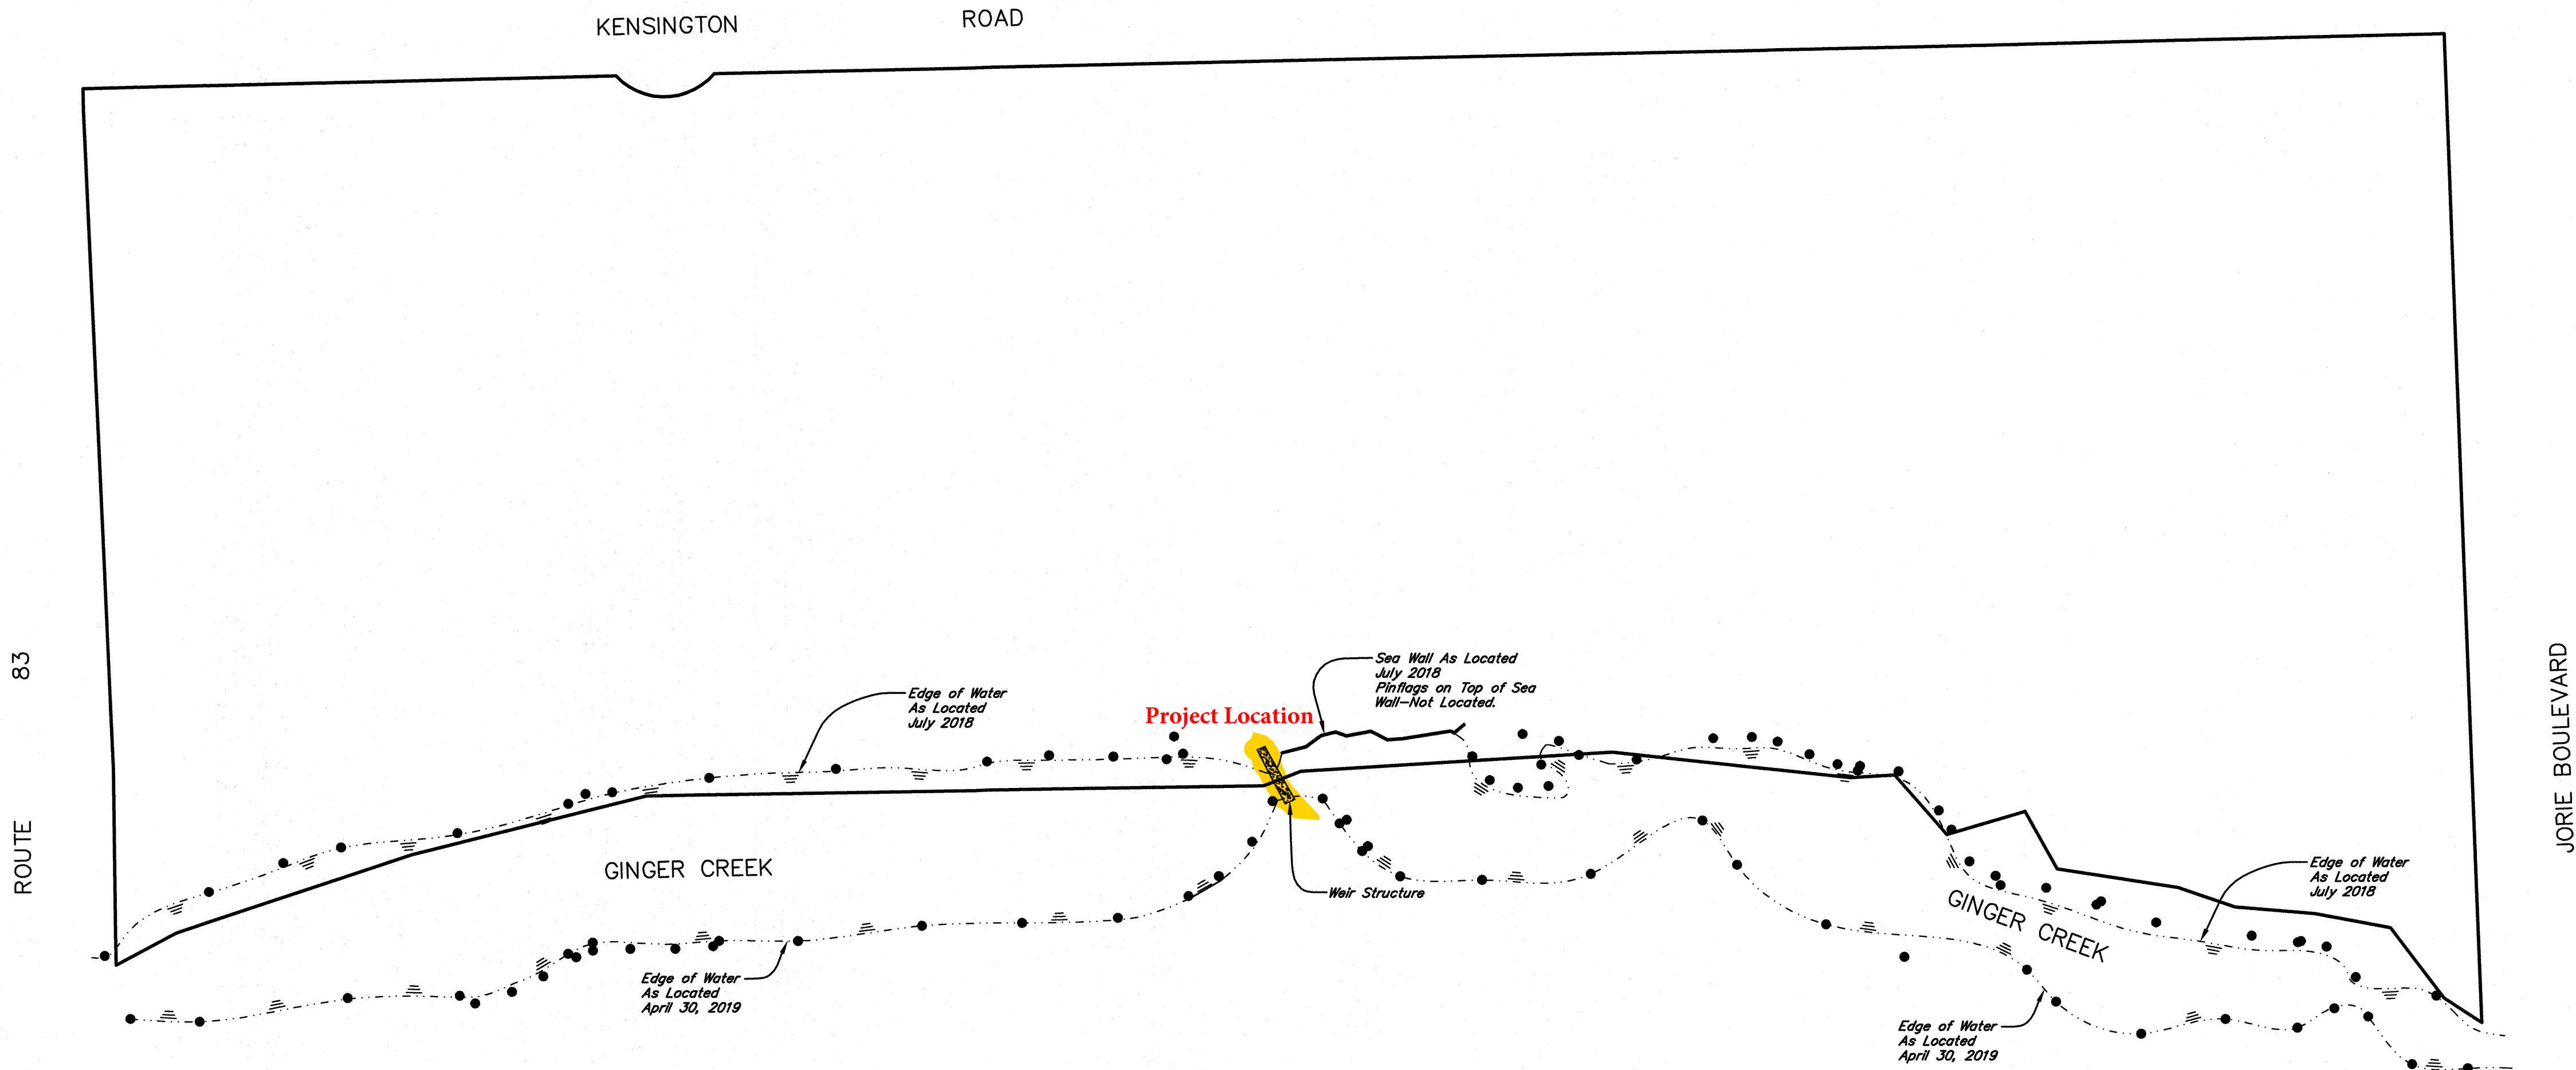 KENSINGTON ROAD
Sea Wall As Located
July 2018
Pinflags on Top of Sea
Wall-Not Located.
Edge of Water
As Located
July 2018
Project Location
ROUTE 83
JORIE BOULEVARD
GINGER CREEK
Weir Structure
Edge of Water
As Located
July 2018
GINGER CREEK
Edge of Water
As Located
April 30, 2019
Edge of Water
As Located
April 30, 2019